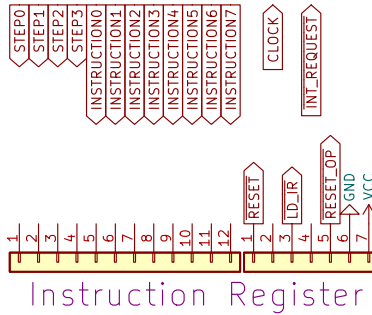 STEP0
STEP1
STEP2
STEP3
INSTRUCTION0
INSTRUCTION1
INSTRUCTION2
INSTRUCTION3
INSTRUCTION4
INSTRUCTION5
INSTRUCTION6
INSTRUCTION7
CLOCK
INT_REQUEST
RESET
LD_IR
RESET_OP
GND
VCC
1
2
3
4
5
6
7
8
9
10
11
12
1
2
3
4
5
6
7
Instruction Register